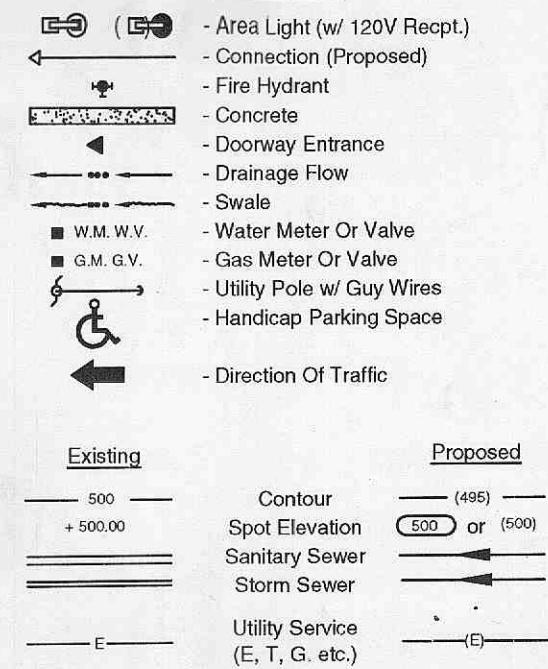 - Area Light (w/ 120V Recpt.)
- Connection (Proposed)
- Fire Hydrant
- Concrete
- Doorway Entrance
- Drainage Flow
- Swale
W.M. W.V. - Water Meter Or Valve
G.M. G.V. - Gas Meter Or Valve
- Utility Pole w/ Guy Wires
- Handicap Parking Space
- Direction Of Traffic
Existing Proposed
500 Contour (495)
+ 500.00 Spot Elevation 500 or (500)
Sanitary Sewer
Storm Sewer
Utility Service
E (E, T, G. etc.) (E)